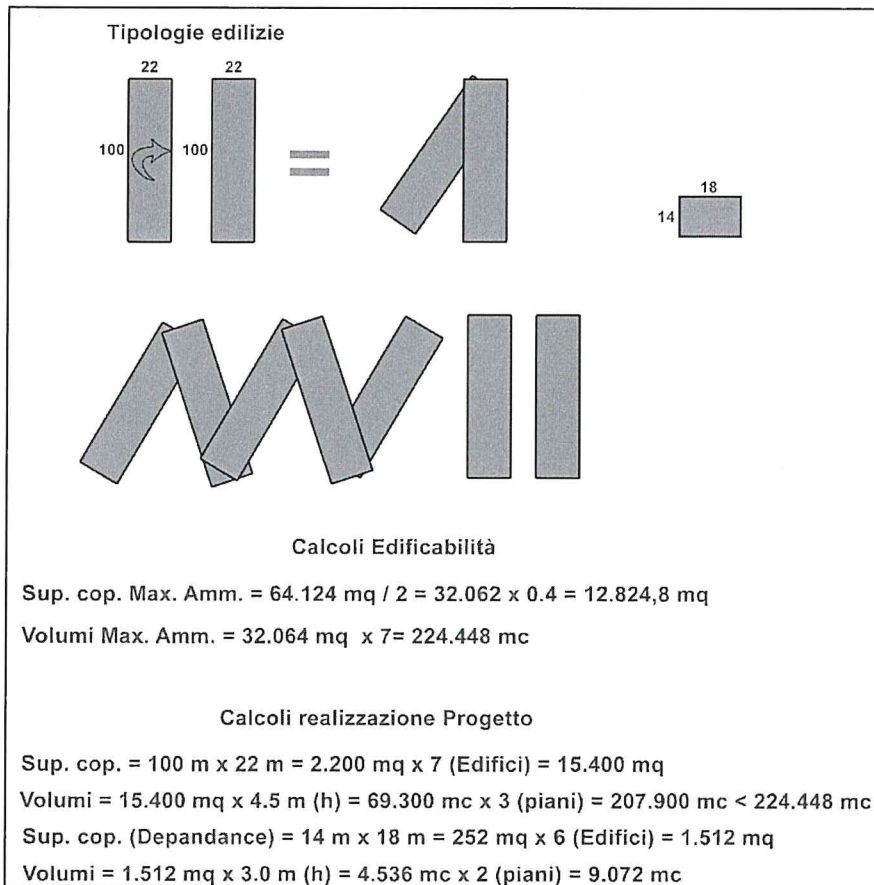 Tipologie edilizie
22 22
100 100
18
14
Calcoli Edificabilità
Sup. cop. Max. Amm. = 64.124 mq / 2 = 32.062 x 0.4 = 12.824,8 mq
Volumi Max. Amm. = 32.064 mq x 7= 224.448 mc
Calcoli realizzazione Progetto
Sup. cop. = 100 m x 22 m = 2.200 mq x 7 (Edifici) = 15.400 mq
Volumi = 15.400 mq x 4.5 m (h) = 69.300 mc x 3 (piani) = 207.900 mc < 224.448 mc
Sup. cop. (Depandance) = 14 m x 18 m = 252 mq x 6 (Edifici) = 1.512 mq
Volumi = 1.512 mq x 3.0 m (h) = 4.536 mc x 2 (piani) = 9.072 mc